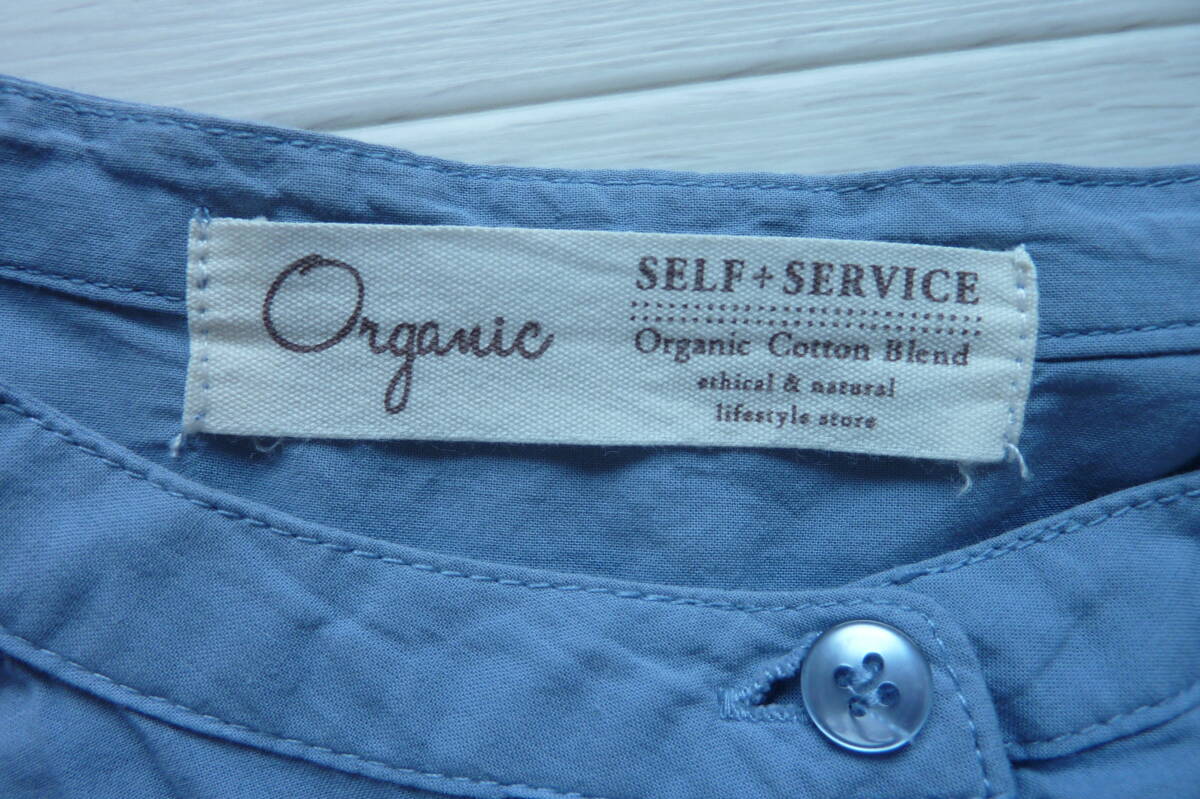 Organic
SELF+SERVICE
Organic Cotton Blend
ethical & natural
lifestyle store